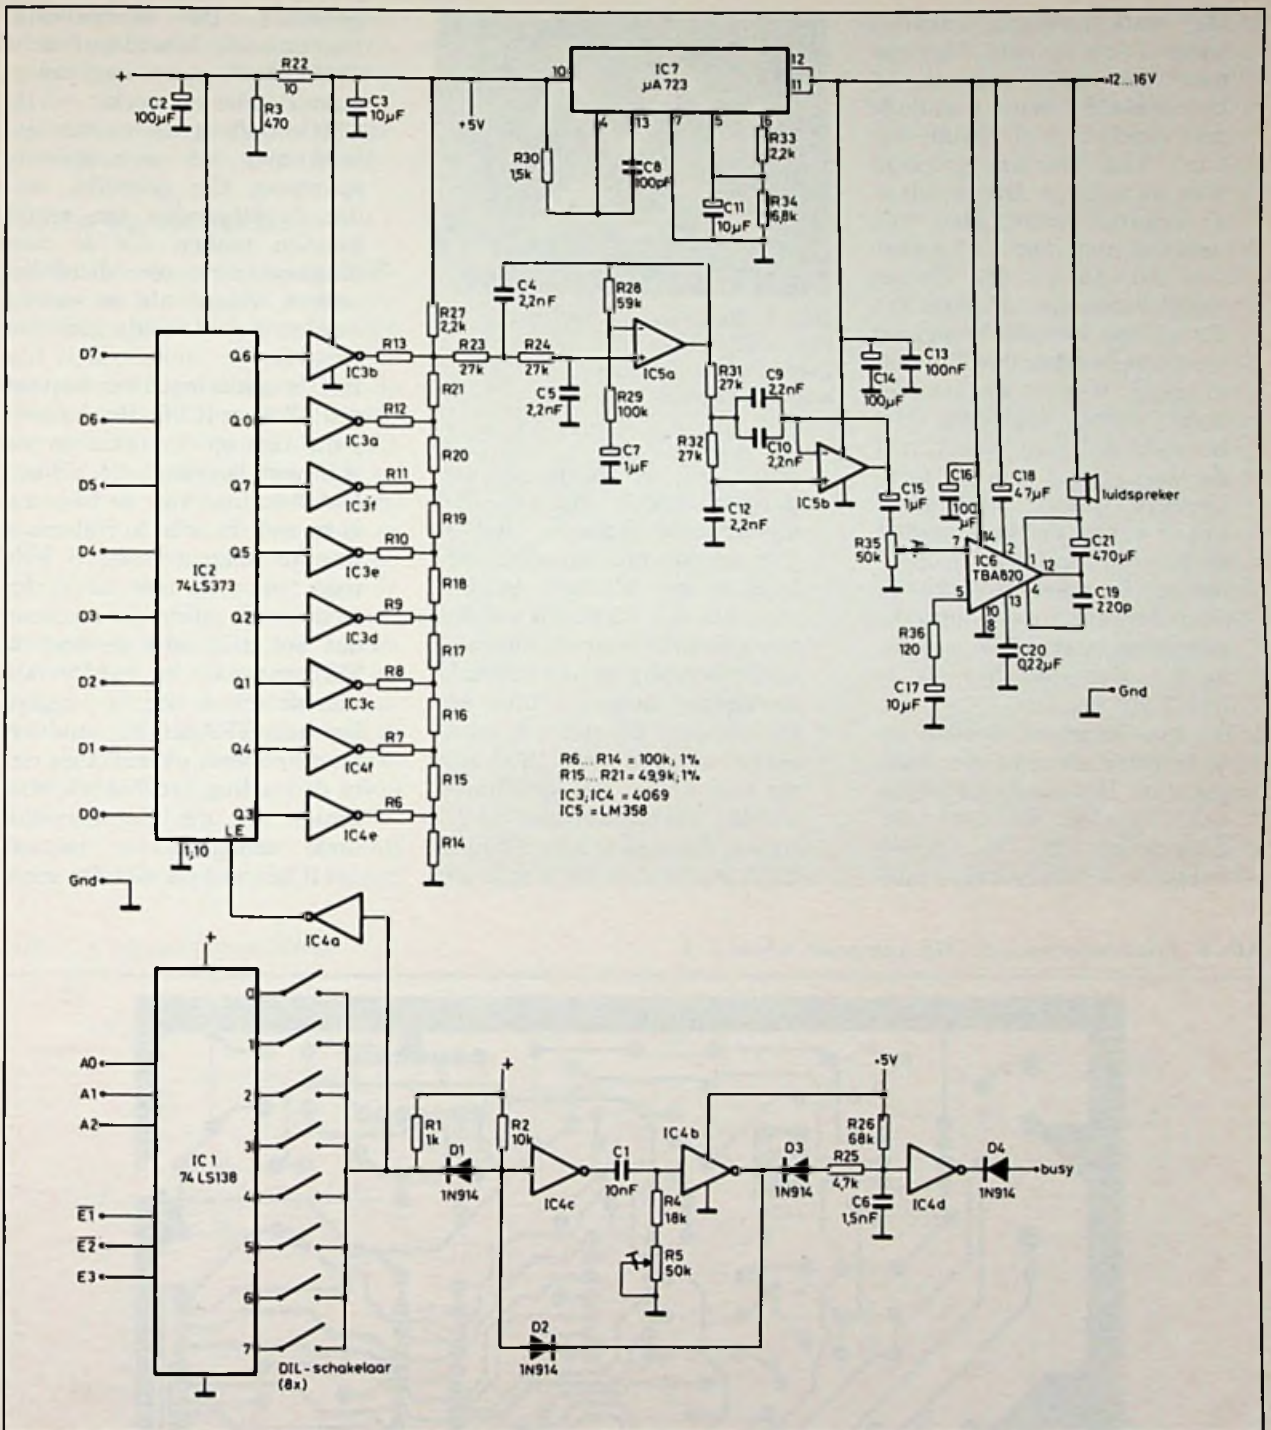 +
C2
100µF
R3
470
R22
10
C3
10µF
+5V
10
IC7
µA723
12
11
4
13
7
5
6
12...16V
R30
1,5k
C8
100pF
C11
10µF
R33
2,2k
R34
6,8k
R27
2,2k
C4
2,2nF
R23
27k
R24
27k
C5
2,2nF
R28
59k
R29
100k
C7
1µF
IC5a
R31
27k
R32
27k
C9
2,2nF
C10
2,2nF
C12
2,2nF
IC5b
C14
100µF
C13
100nF
C15
1µF
R35
50k
C16
100
µF
C18
47µF
luidspreker
7
14
2
1
12
4
13
10
8
5
IC6
TBA820
C21
470µF
C19
220p
C20
0,22µF
R36
120
C17
10µF
Gnd
D7
D6
D5
D4
D3
D2
D1
D0
IC2
74LS373
Q6
Q0
Q7
Q5
Q2
Q1
Q4
Q3
LE
1,10
IC3b
IC3a
IC3f
IC3e
IC3d
IC3c
IC4f
IC4e
R13
R12
R11
R10
R9
R8
R7
R6
R21
R20
R19
R18
R17
R16
R15
R14
R6...R14 = 100k, 1%
R15...R21 = 49,9k, 1%
IC3, IC4 = 4069
IC5 = LM358
Gnd
IC4a
+
A0
A1
A2
E1
E2
E3
IC1
74LS138
0
1
2
3
4
5
6
7
DIL-schakelaar
(8x)
R1
1k
+
R2
10k
D1
1N914
IC4c
C1
10nF
IC4b
R4
18k
R5
50k
D2
1N914
D3
1N914
R25
4,7k
+5V
R26
68k
C6
1,5nF
IC4d
D4
1N914
busy